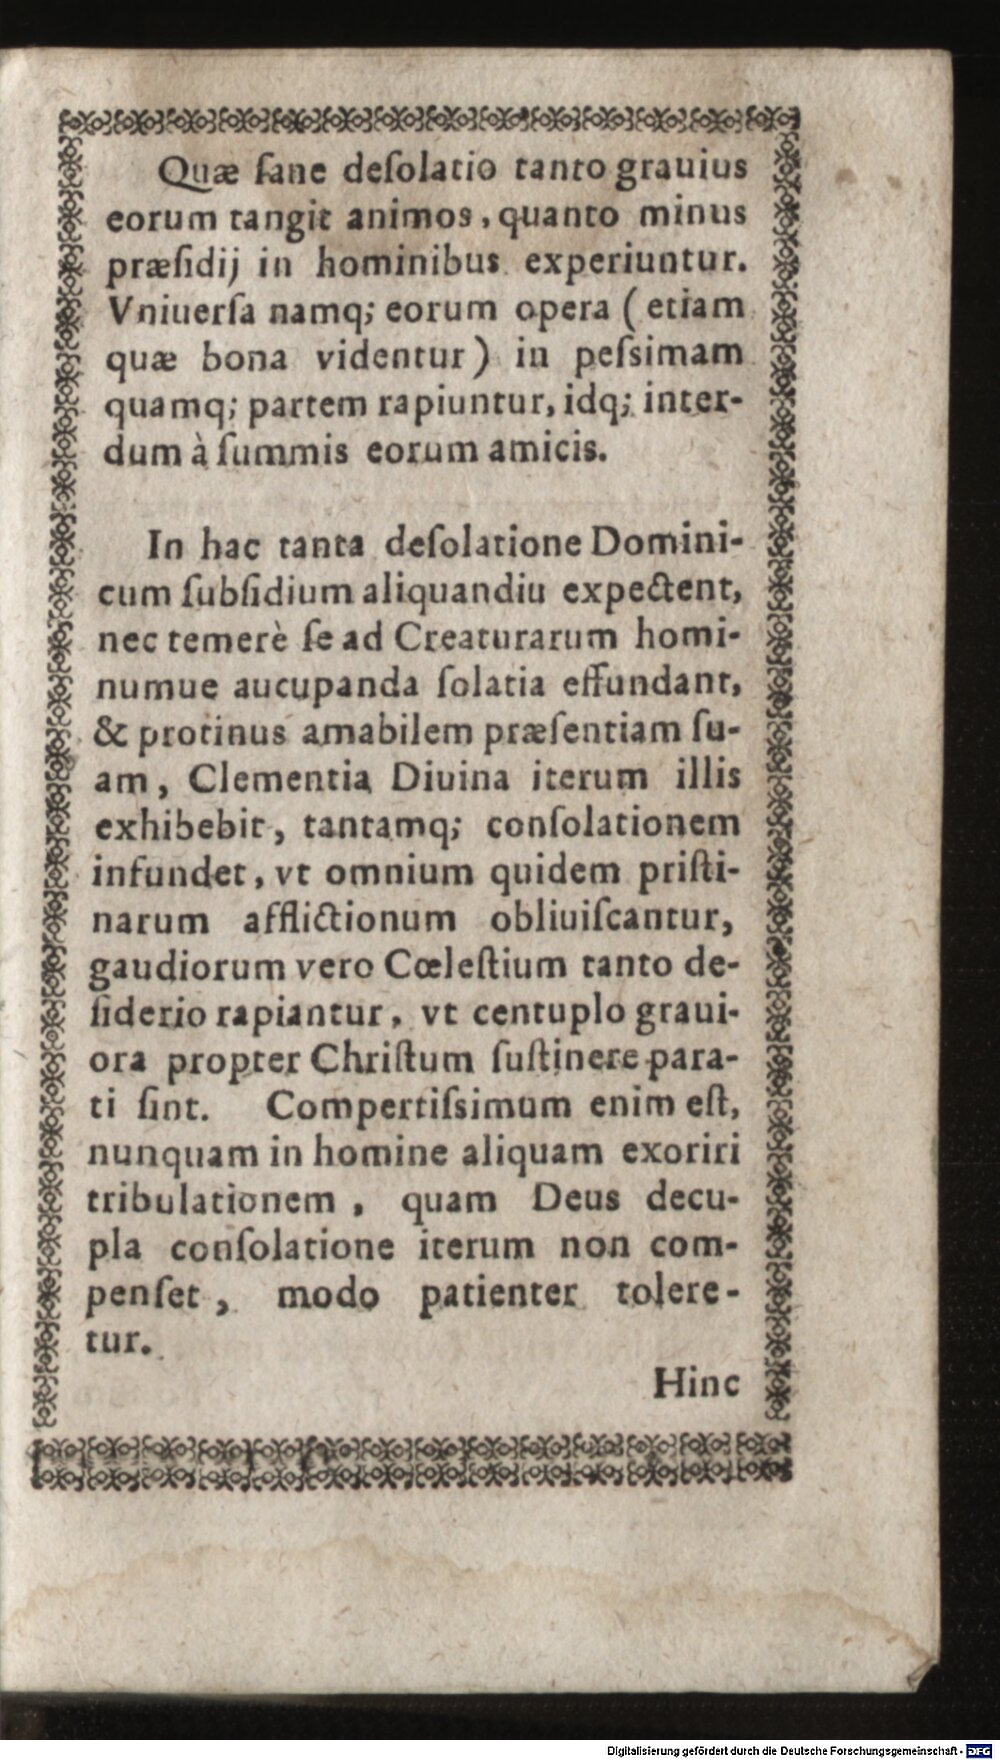 Quæ ſane deſolatio tanto grauius
eorum tangit animos, quanto minus
præſidij in hominibus experiuntur.
Vniuerſa namq; eorum opera (etiam
quæ bona videntur) in peſsimam
quamq; partem rapiuntur, idq; inter-
dum à ſummis eorum amicis.
In hac tanta deſolatione Domini-
cum ſubſidium aliquandiu expectent,
nec temerè ſe ad Creaturarum homi-
numue aucupanda ſolatia effundant,
& protinus amabilem præſentiam ſu-
am, Clementia Diuina iterum illis
exhibebit, tantamq; conſolationem
infundet, vt omnium quidem priſti-
narum afflictionum obliuiſcantur,
gaudiorum vero Cœleſtium tanto de-
ſiderio rapiantur, vt centuplo graui-
ora propter Chriſtum ſuſtinere para-
ti ſint. Compertiſsimum enim eſt,
nunquam in homine aliquam exoriri
tribulationem, quam Deus decu-
pla conſolatione iterum non com-
penſet, modo patienter tolere-
tur.
Hinc
Digitalisierung gefördert durch die Deutsche Forschungsgemeinschaft - DFG